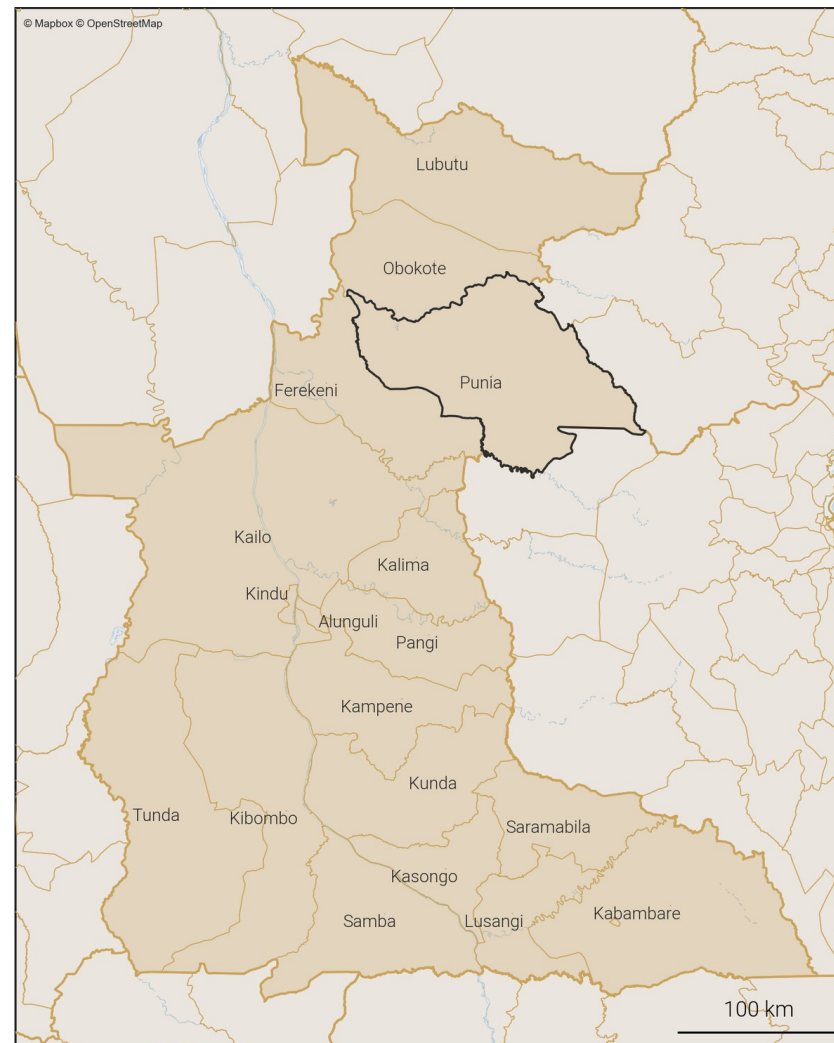 © Mapbox © OpenStreetMap
Lubutu
Obokote
Punia
Ferekeni
Kailo
Kalima
Kindu
Alunguli
Pangi
Kampene
Kunda
Tunda
Kibombo
Saramabila
Kasongo
Samba
Lusangi
Kabambare
100 km